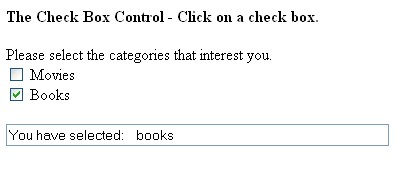 The Check Box Control - Click on a check box.
Please select the categories that interest you.
Movies
Books
You have selected: books